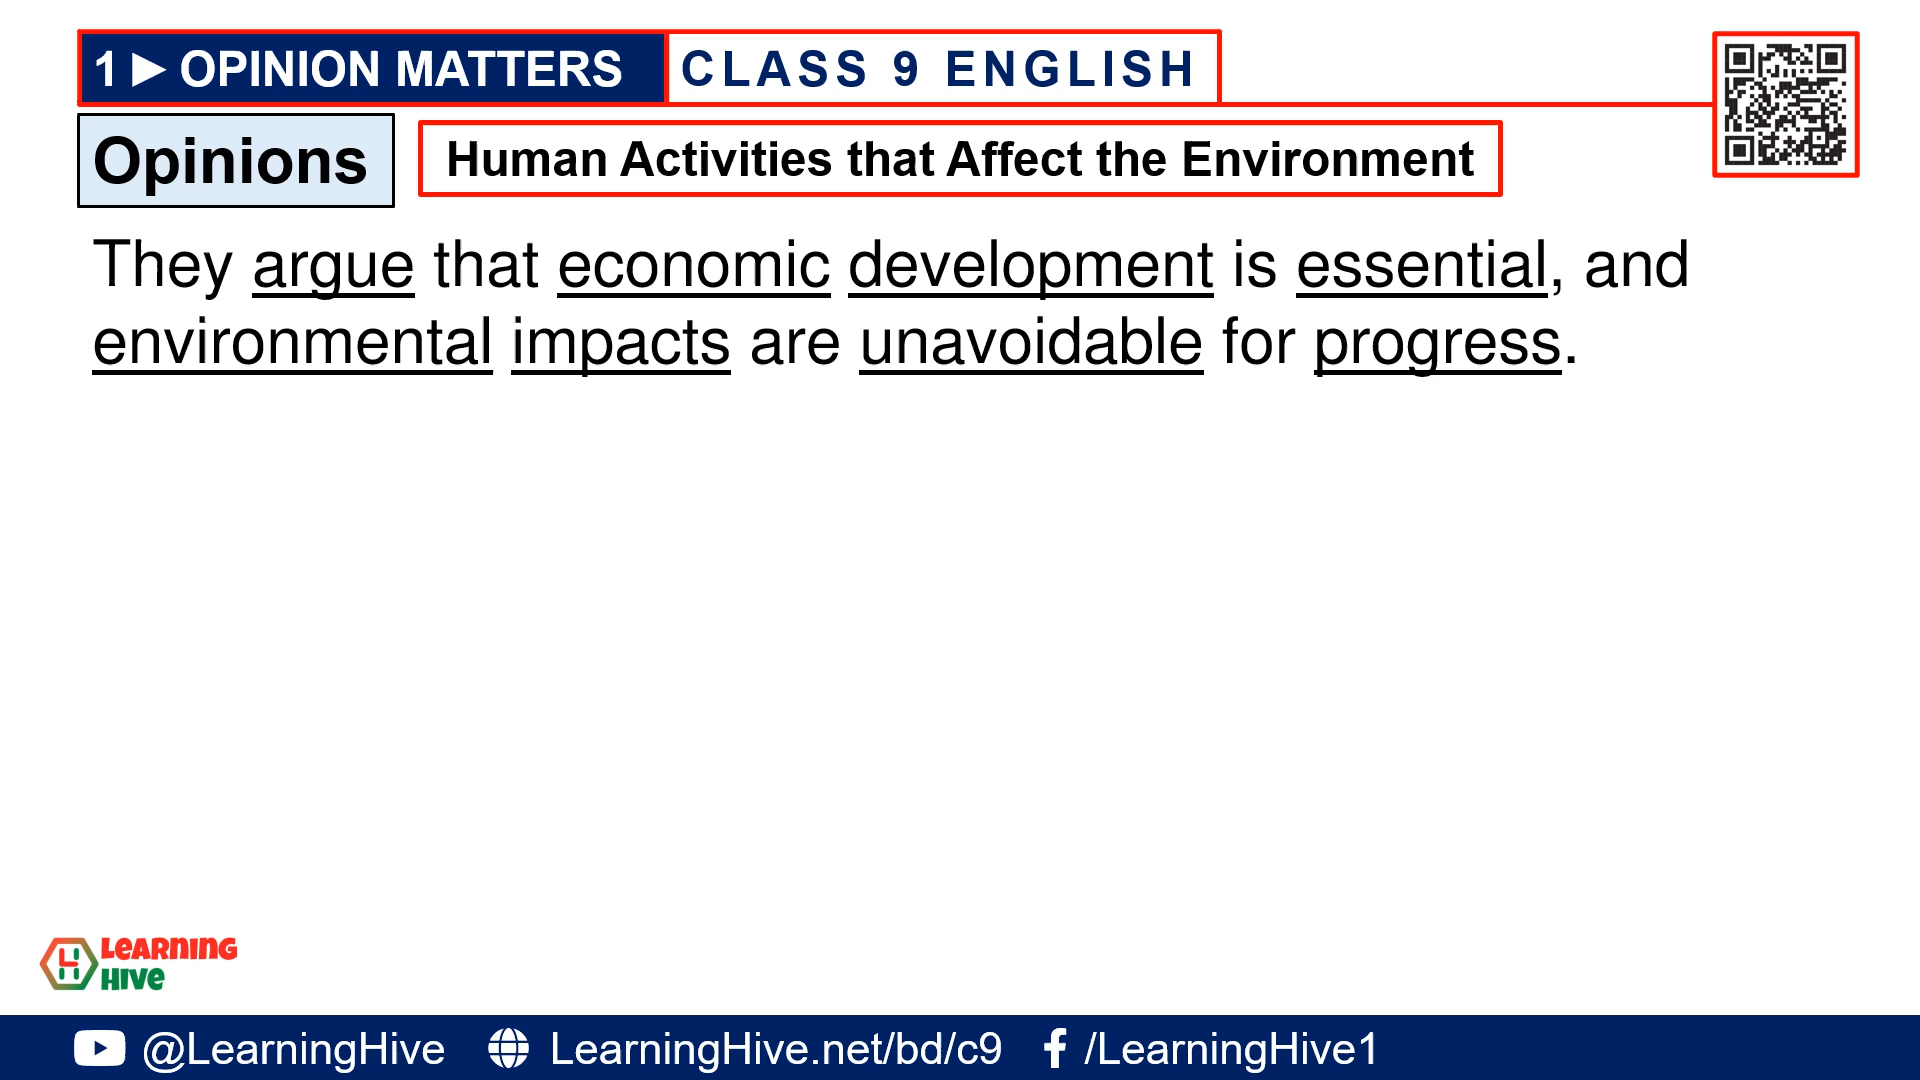 1 ▶ OPINION MATTERS CLASS 9 ENGLISH
Opinions Human Activities that Affect the Environment
They argue that economic development is essential, and
environmental impacts are unavoidable for progress.
LEARNING
HIVE
@LearningHive LearningHive.net/bd/c9 /LearningHive1